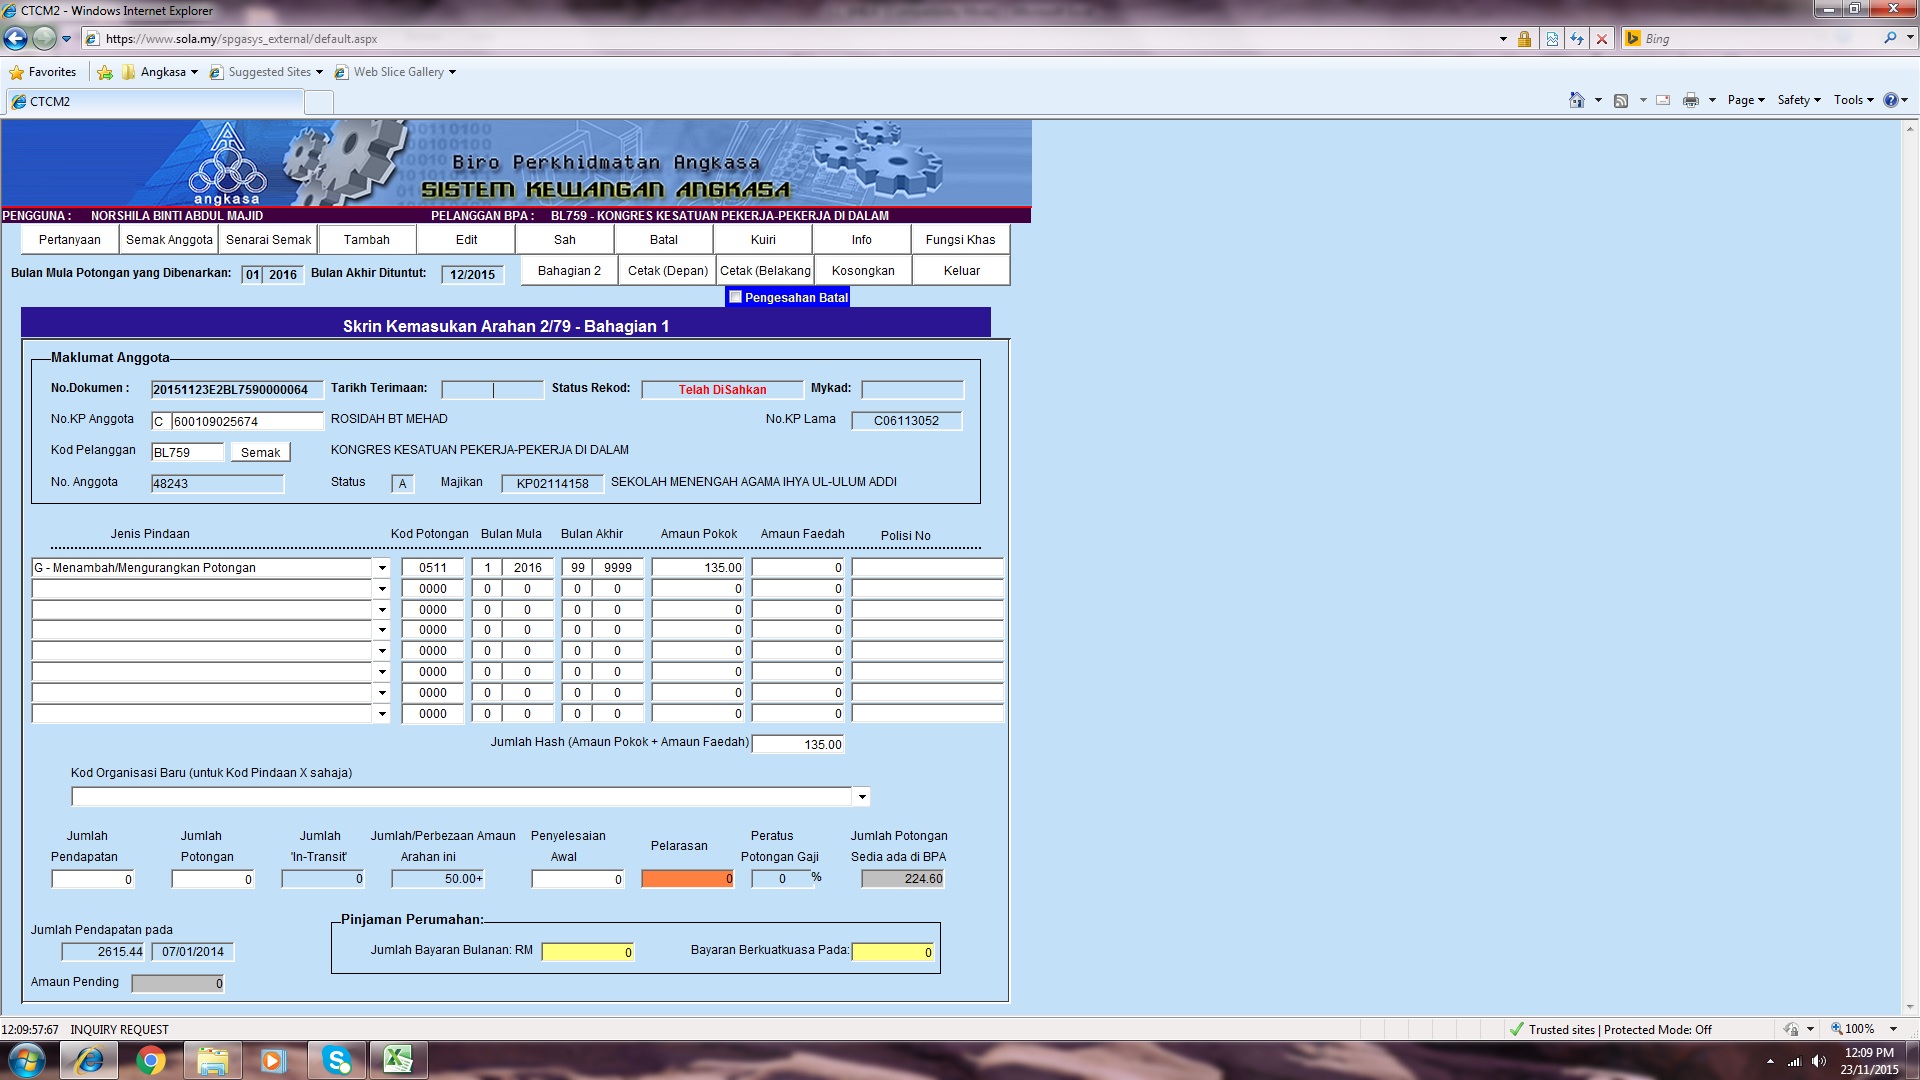 CTCM2 - Windows Internet Explorer
https://www.sola.my/spgasys_external/default.aspx
Bing
Favorites Angkasa Suggested Sites Web Slice Gallery
CTCM2
Page Safety Tools
angkasa
Biro Perkhidmatan Angkasa
SISTEM KEWANGAN ANGKASA
PENGGUNA : NORSHILA BINTI ABDUL MAJID PELANGGAN BPA : BL759 - KONGRES KESATUAN PEKERJA-PEKERJA DI DALAM
Pertanyaan Semak Anggota Senarai Semak Tambah Edit Sah Batal Kuiri Info Fungsi Khas
Bulan Mula Potongan yang Dibenarkan: 01 2016 Bulan Akhir Dituntut: 12/2015 Bahagian 2 Cetak (Depan) Cetak (Belakang Kosongkan Keluar
Pengesahan Batal
Skrin Kemasukan Arahan 2/79 - Bahagian 1
Maklumat Anggota
No.Dokumen : 20151123E2BL7590000064 Tarikh Terimaan: Status Rekod: Telah DiSahkan Mykad:
No.KP Anggota C 600109025674 ROSIDAH BT MEHAD No.KP Lama C06113052
Kod Pelanggan BL759 Semak KONGRES KESATUAN PEKERJA-PEKERJA DI DALAM
No. Anggota 48243 Status A Majikan KP02114158 SEKOLAH MENENGAH AGAMA IHYA UL-ULUM ADDI
Jenis Pindaan Kod Potongan Bulan Mula Bulan Akhir Amaun Pokok Amaun Faedah Polisi No
G - Menambah/Mengurangkan Potongan 0511 1 2016 99 9999 135.00 0
0000 0 0 0 0 0 0
0000 0 0 0 0 0 0
0000 0 0 0 0 0 0
0000 0 0 0 0 0 0
0000 0 0 0 0 0 0
0000 0 0 0 0 0 0
0000 0 0 0 0 0 0
Jumlah Hash (Amaun Pokok + Amaun Faedah) 135.00
Kod Organisasi Baru (untuk Kod Pindaan X sahaja)
Jumlah Jumlah Jumlah Jumlah/Perbezaan Amaun Penyelesaian Pelarasan Peratus Jumlah Potongan
Pendapatan Potongan 'In-Transit' Arahan ini Awal Potongan Gaji Sedia ada di BPA
0 0 0 50.00+ 0 0 0 % 224.60
Pinjaman Perumahan:
Jumlah Pendapatan pada
2615.44 07/01/2014 Jumlah Bayaran Bulanan: RM 0 Bayaran Berkuatkuasa Pada: 0
Amaun Pending 0
12:09:57:67 INQUIRY REQUEST Trusted sites | Protected Mode: Off 100%
12:09 PM
23/11/2015